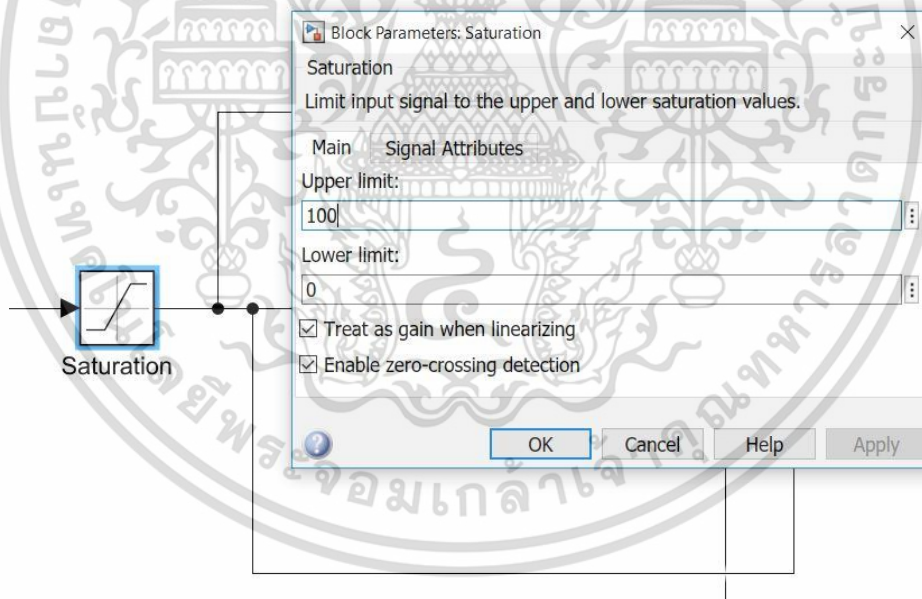 Block Parameters: Saturation
Saturation
Limit input signal to the upper and lower saturation values.
Main Signal Attributes
Upper limit:
100
Lower limit:
0
Treat as gain when linearizing
Enable zero-crossing detection
OK Cancel Help Apply
Saturation